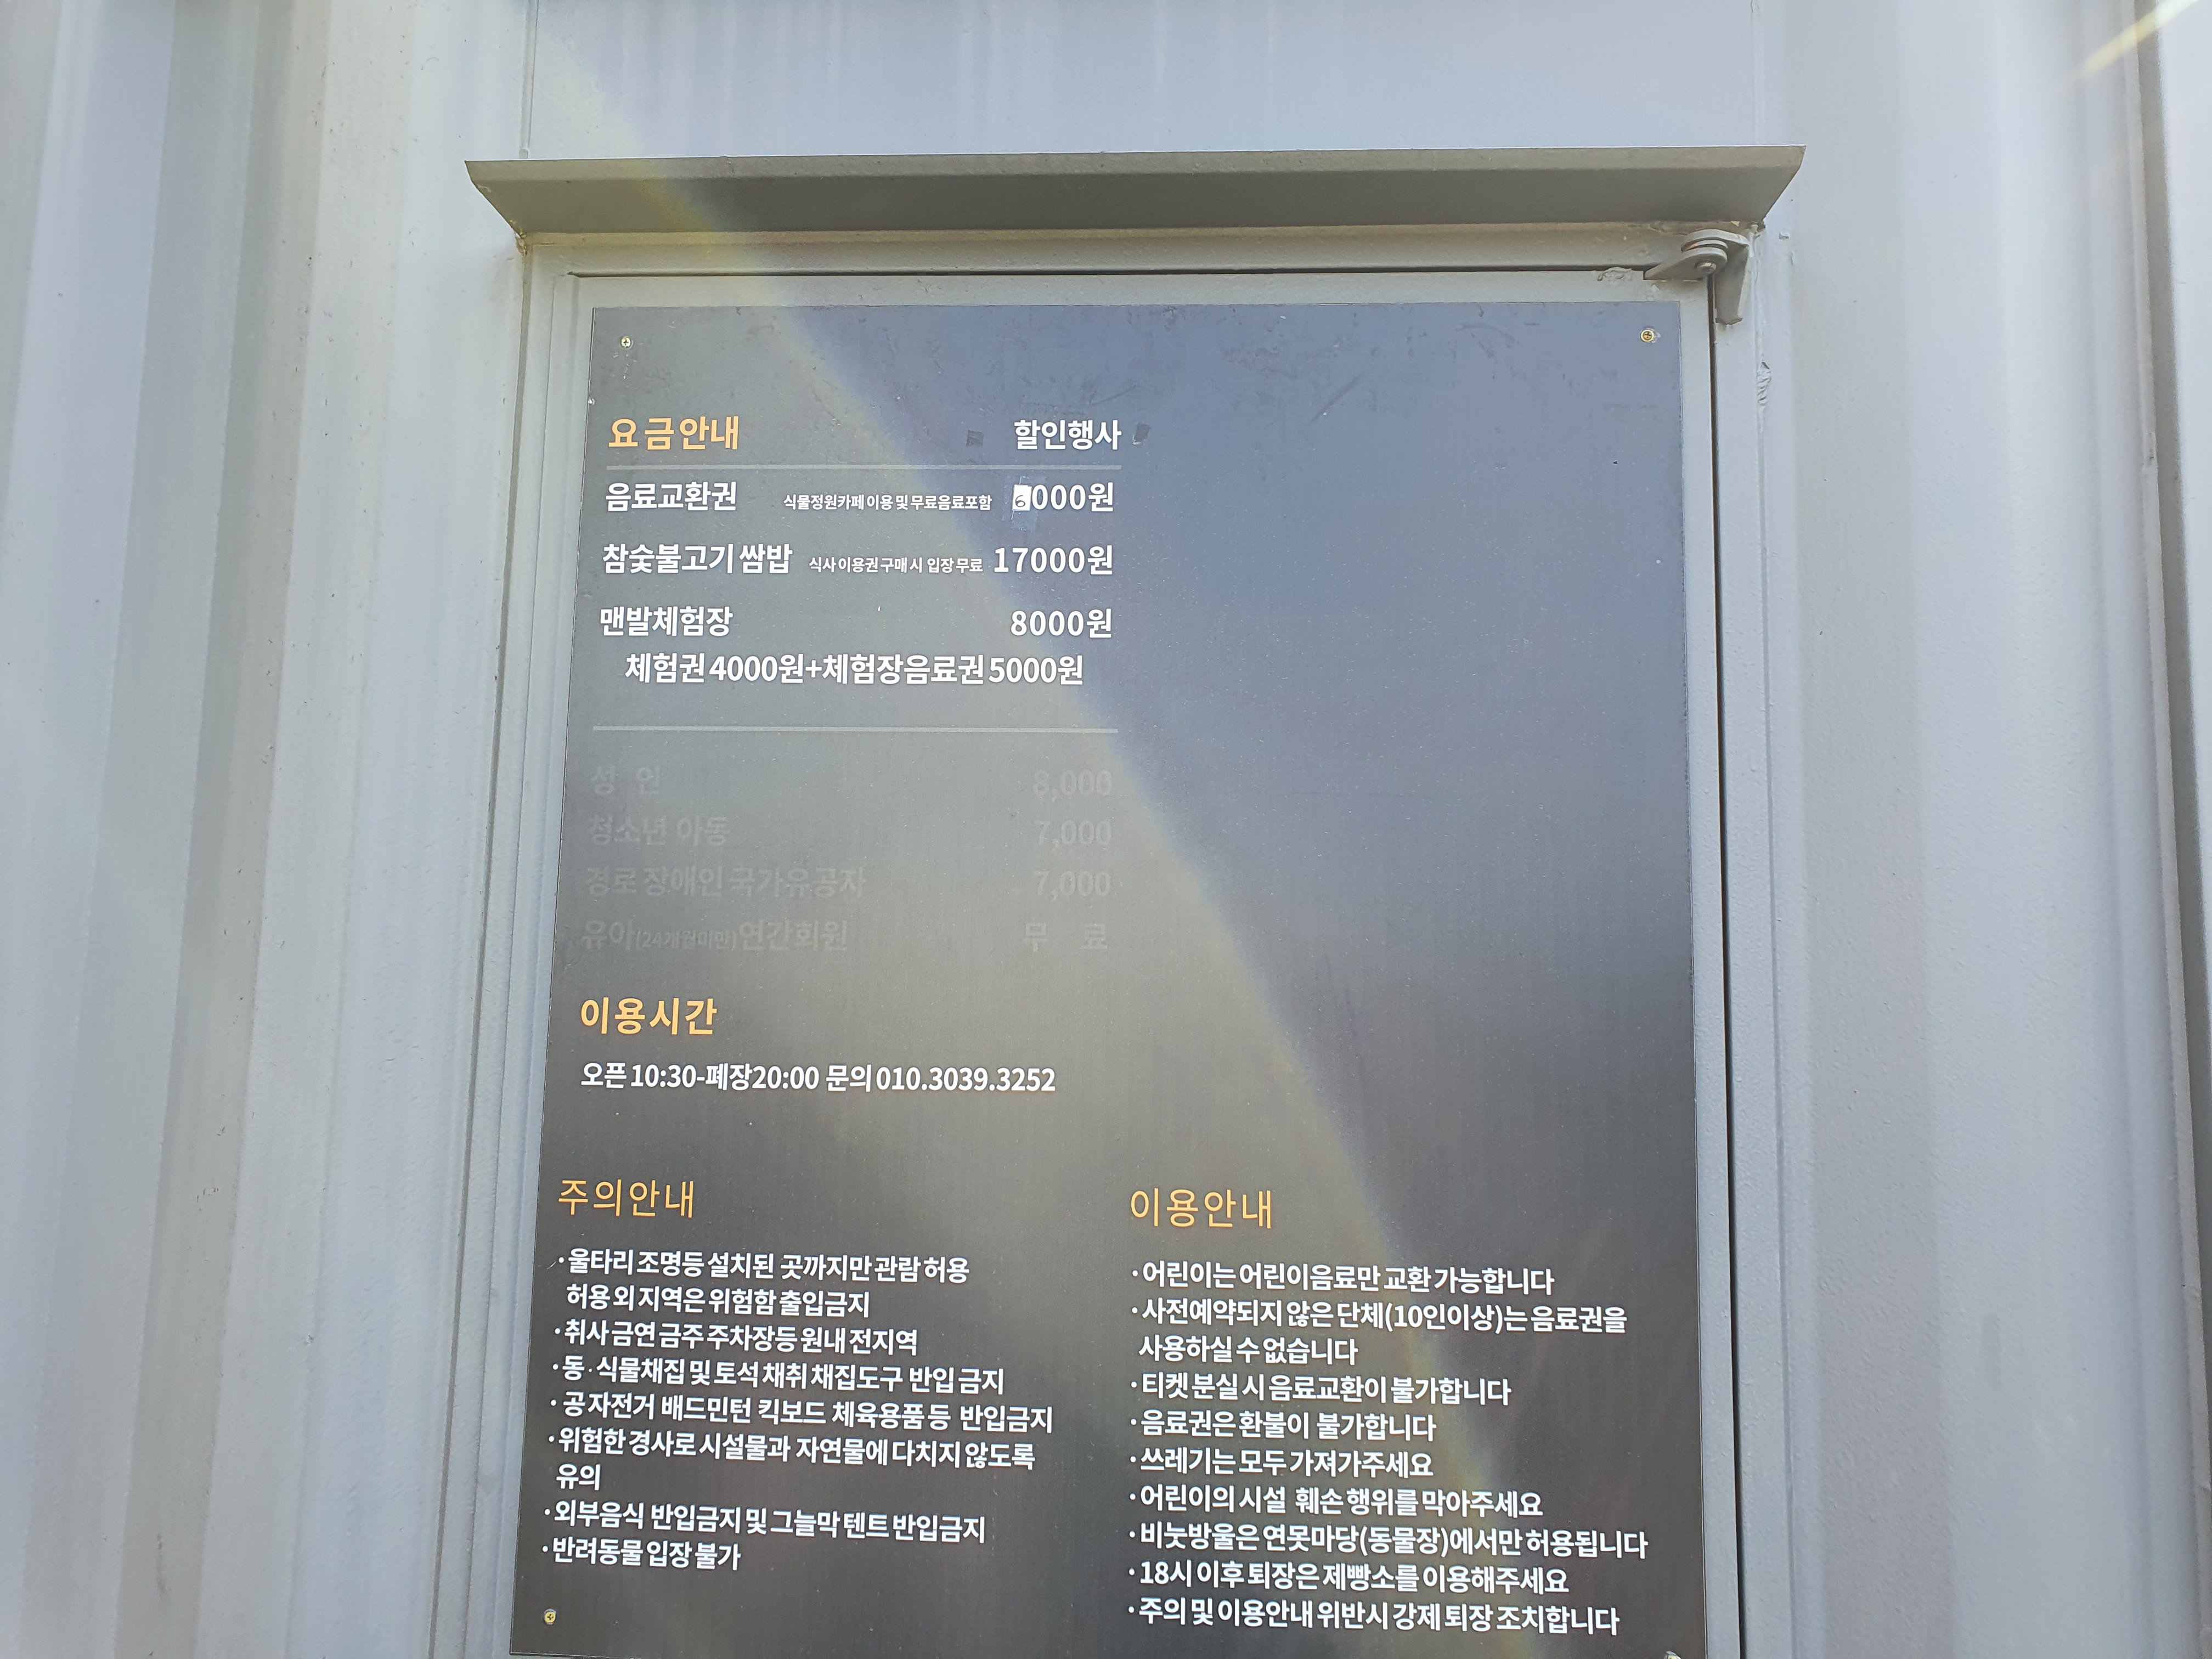 요금안내 할인행사
음료교환권 식물정원카페이용 및 무료음료포함 6000원
참숯불고기 쌈밥 식사이용권 구매시 입장 무료 17000원
맨발체험장 8000원
체험권 4000원+체험장음료권 5000원
성 인 8,000
청소년 아동 7,000
경로 장애인 국가유공자 7,000
유아(24개월미만)연간회원 무 료
이용시간
오픈 10:30-폐장20:00 문의 010.3039.3252
주의안내
·울타리 조명등 설치된 곳까지만 관람 허용
허용 외 지역은 위험함 출입금지
·취사 금연 금주 주차장등 원내 전지역
·동·식물채집 및 토석 채취 채집도구 반입 금지
·공 자전거 배드민턴 킥보드 체육용품 등 반입금지
·위험한 경사로 시설물과 자연물에 다치지 않도록
유의
·외부음식 반입금지 및 그늘막 텐트 반입금지
·반려동물 입장 불가
이용안내
·어린이는 어린이음료만 교환 가능합니다
·사전예약되지 않은 단체(10인이상)는 음료권을
사용하실 수 없습니다
·티켓 분실 시 음료교환이 불가합니다
·음료권은 환불이 불가합니다
·쓰레기는 모두 가져가주세요
·어린이의 시설 훼손 행위를 막아주세요
·비눗방울은 연못마당(동물장)에서만 허용됩니다
·18시 이후 퇴장은 제빵소를 이용해주세요
·주의 및 이용안내 위반시 강제 퇴장 조치합니다